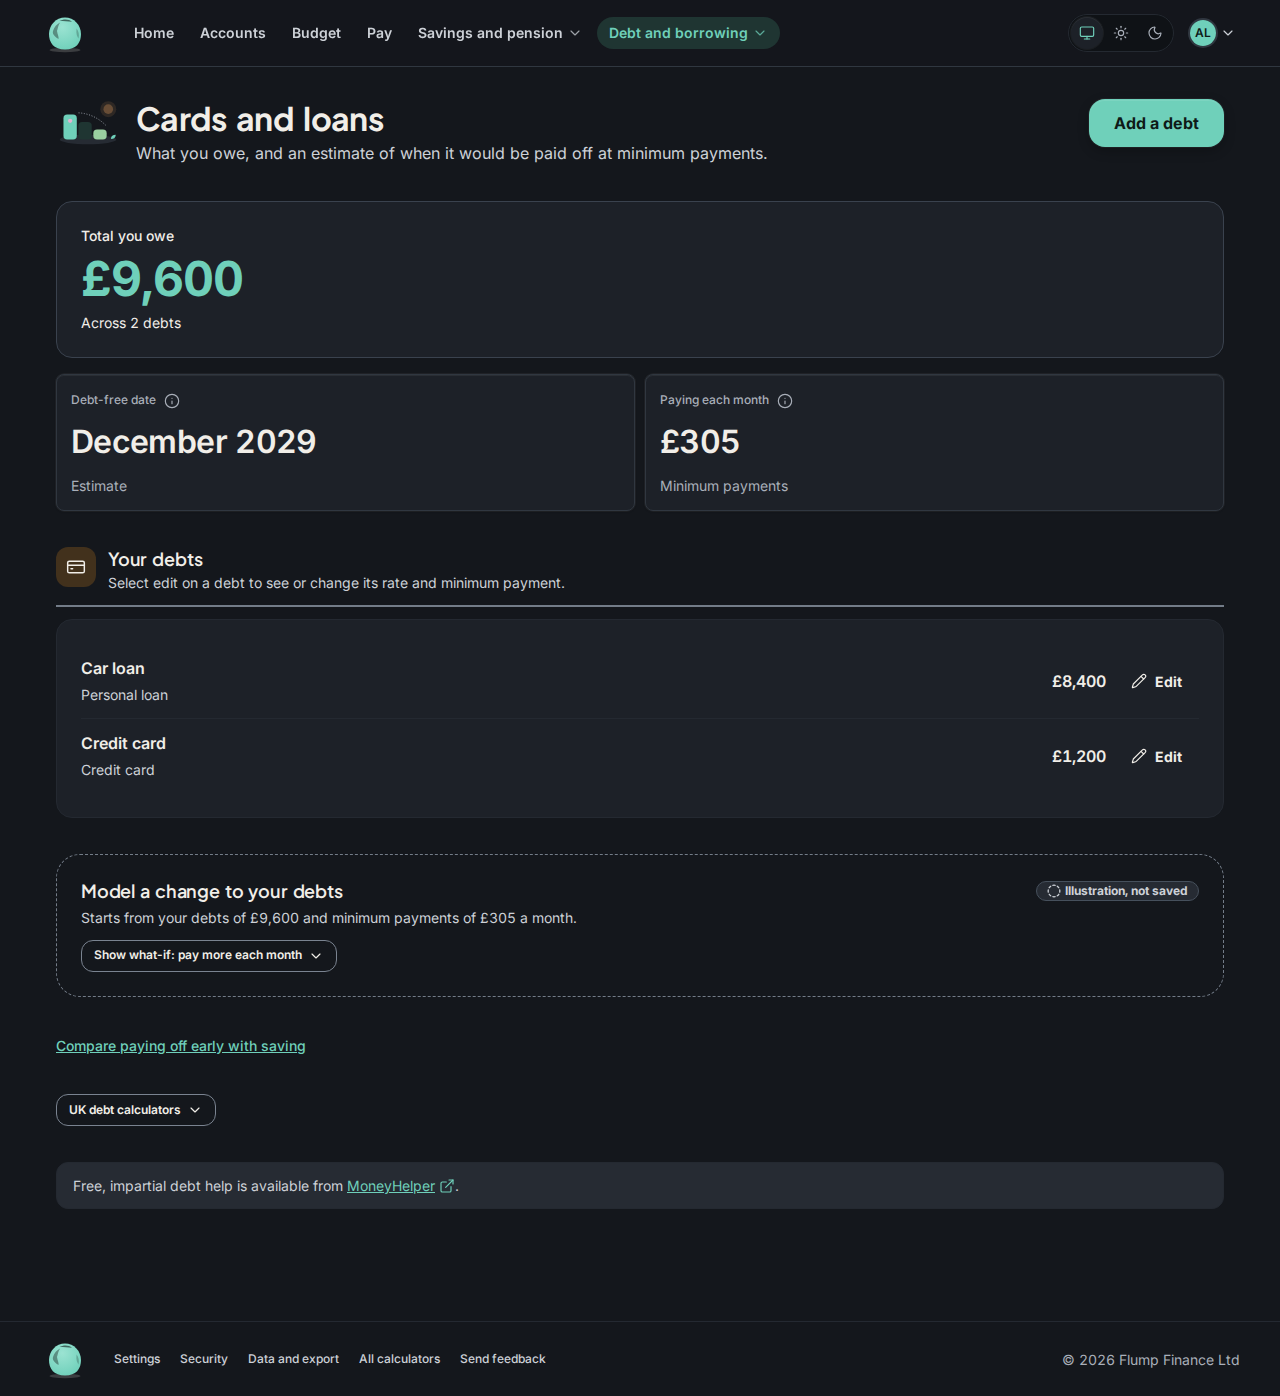 Home
Accounts
Budget
Pay
Savings and pension
Debt and borrowing
AL
Cards and loans
What you owe, and an estimate of when it would be paid off at minimum payments.
Add a debt
Total you owe
£9,600
Across 2 debts
Debt-free date
December 2029
Estimate
Paying each month
£305
Minimum payments
Your debts
Select edit on a debt to see or change its rate and minimum payment.
Car loan
Personal loan
£8,400
Edit
Credit card
Credit card
£1,200
Edit
Model a change to your debts
Illustration, not saved
Starts from your debts of £9,600 and minimum payments of £305 a month.
Show what-if: pay more each month
Compare paying off early with saving
UK debt calculators
Free, impartial debt help is available from MoneyHelper.
Settings
Security
Data and export
All calculators
Send feedback
© 2026 Flump Finance Ltd